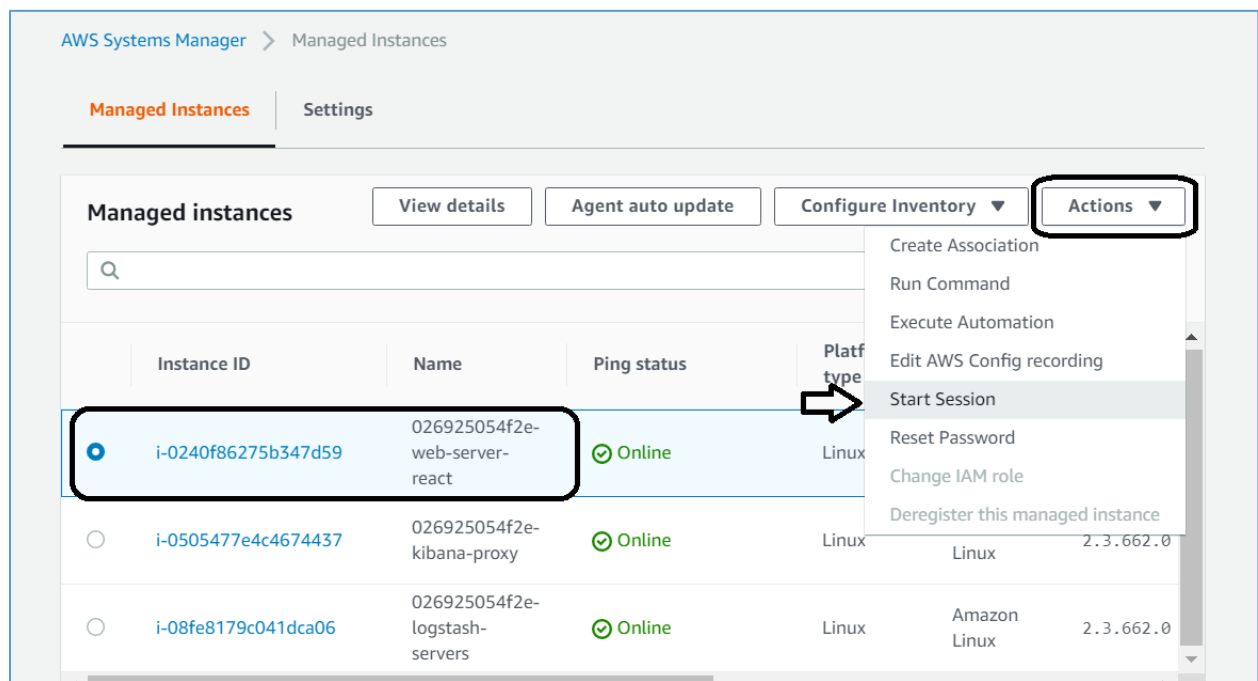 AWS Systems Manager > Managed Instances
Managed Instances Settings
Managed instances View details Agent auto update Configure Inventory Actions
Create Association
Run Command
Execute Automation
Edit AWS Config recording
Start Session
Reset Password
Change IAM role
Deregister this managed instance
Instance ID Name Ping status Platf
type
i-0240f86275b347d59 026925054f2e-
web-server-
react Online Linux
i-0505477e4c4674437 026925054f2e-
kibana-proxy Online Linux Linux 2.3.662.0
i-08fe8179c041dca06 026925054f2e-
logstash-
servers Online Linux Amazon
Linux 2.3.662.0